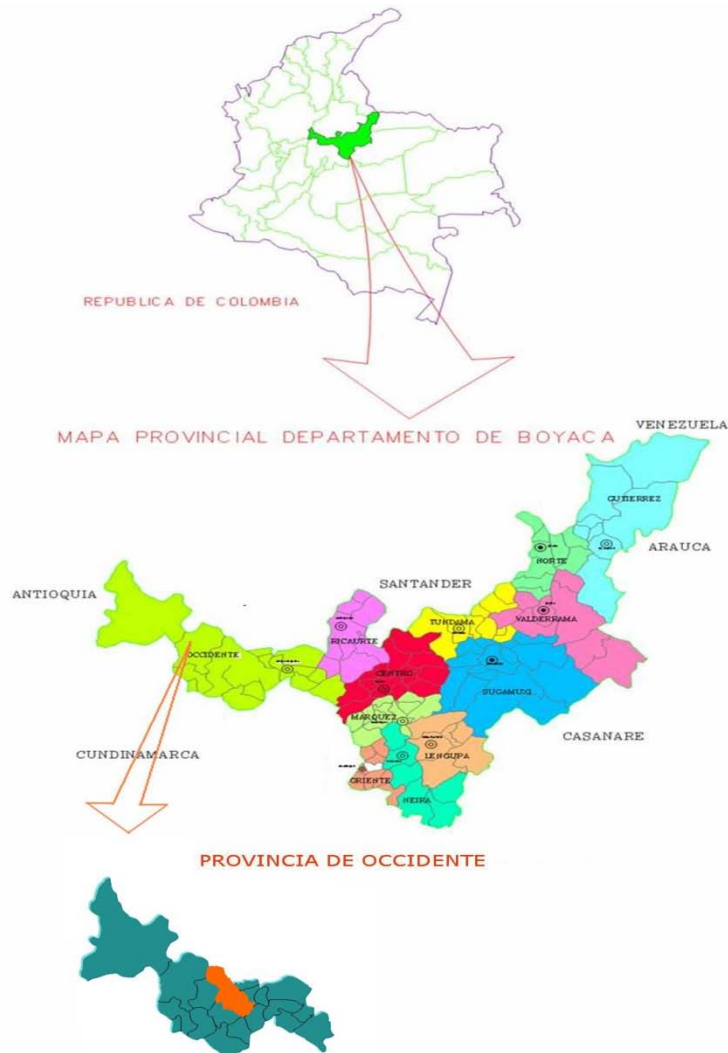 REPUBLICA DE COLOMBIA
MAPA PROVINCIAL DEPARTAMENTO DE BOYACA
VENEZUELA
GUTIERREZ
ARAUCA
NORTE
ANTIOQUIA
SANTANDER
VALDERRAMA
TUNDAMA
RICAURTE
OCCIDENTE
CENTRO
SUGAMUXI
MARQUEZ
CASANARE
CUNDINAMARCA
LENGUPA
ORIENTE
NEIRA
PROVINCIA DE OCCIDENTE